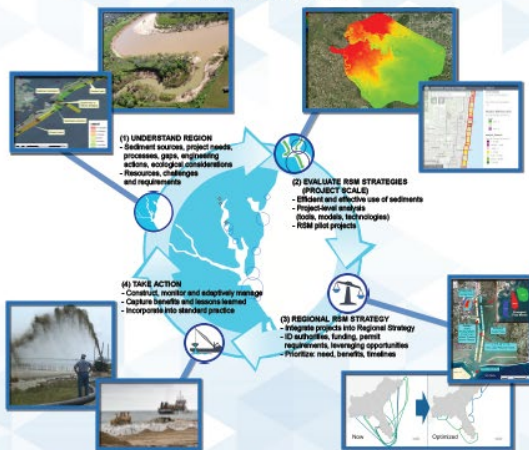 (1) UNDERSTAND REGION
- Sediment sources, project needs,
processes, gaps, engineering
actions, ecological considerations
- Resources, challenges
and requirements
(2) EVALUATE RSM STRATEGIES
(PROJECT SCALE)
- Efficient and effective use of sediments
- Project-level analysis
(tools, models, technologies)
- RSM pilot projects
(4) TAKE ACTION
- Construct, monitor and adaptively manage
- Capture benefits and lessons learned
- Incorporate into standard practice
(3) REGIONAL RSM STRATEGY
- Integrate projects into Regional Strategy
- ID authorities, funding, permit
requirements, leveraging opportunities
- Prioritize: need, benefits, timelines
Now
Optimized